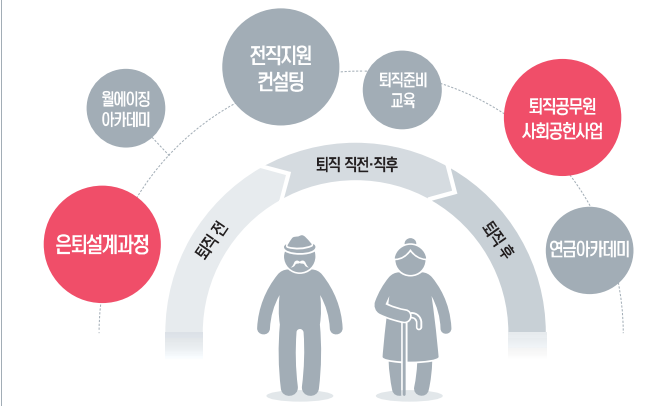 전직지원
컨설팅
퇴직준비
교육
월에이징
아카데미
퇴직공무원
사회공헌사업
퇴직 직전·직후
은퇴설계과정
퇴직 전
퇴직 후
연금아카데미